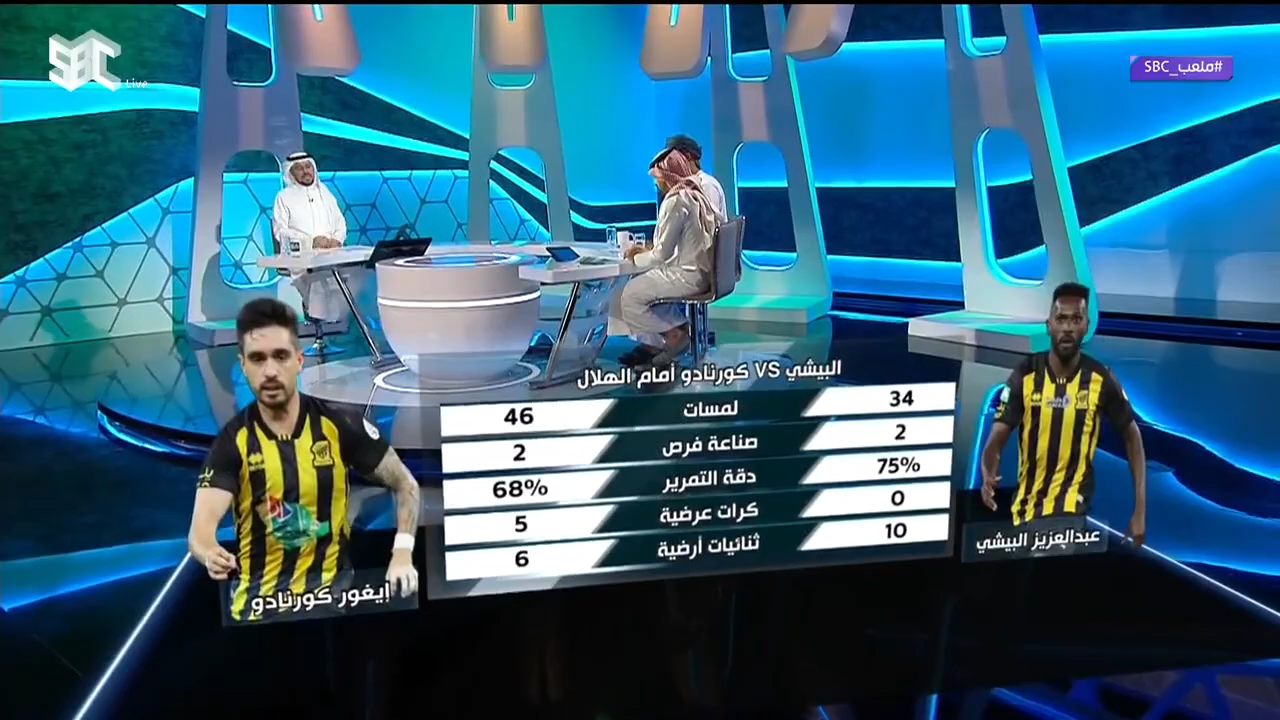 SBC
Live
#ملعب_SBC
البيشي VS كورنادو أمام الهلال
34 لمسات 46
2 صناعة فرص 2
75% دقة التمرير 68%
0 كرات عرضية 5
10 ثنائيات أرضية 6
عبدالعزيز البيشي
إيغور كورنادو